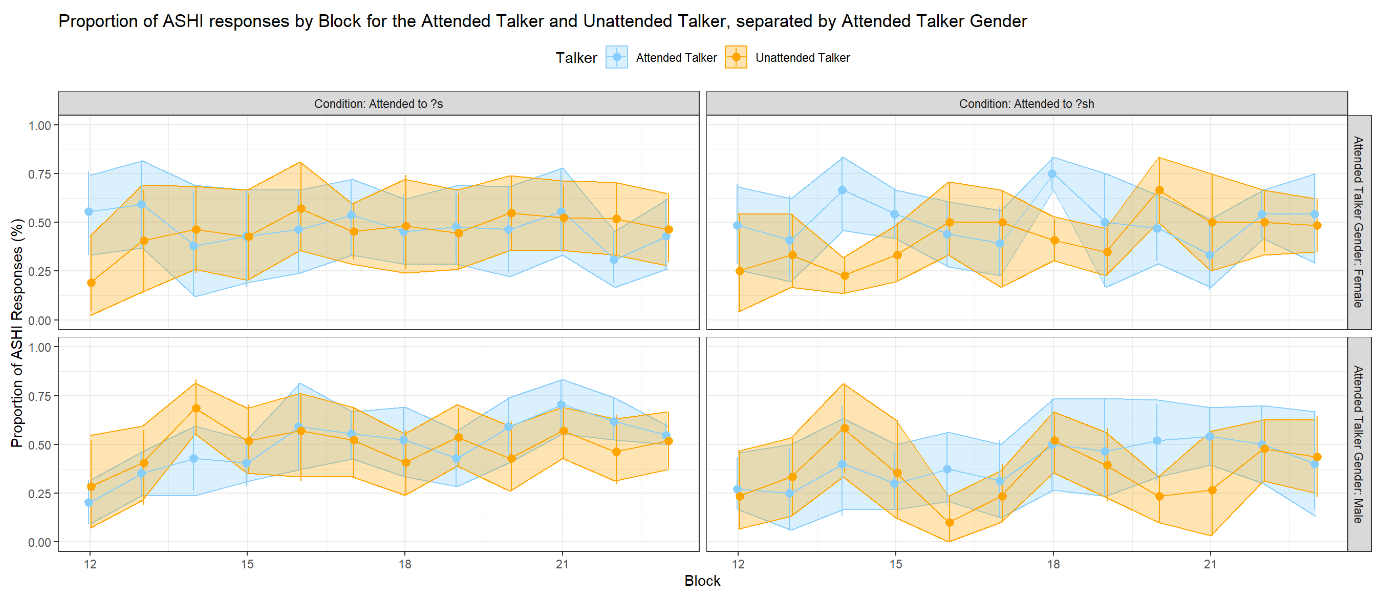 Proportion of ASHI responses by Block for the Attended Talker and Unattended Talker, separated by Attended Talker Gender
Talker Attended Talker Unattended Talker
Condition: Attended to ?s
Condition: Attended to ?sh
Proportion of ASHI Responses (%)
1.00
0.75
0.50
0.25
0.00
Attended Talker Gender: Female
1.00
0.75
0.50
0.25
0.00
Attended Talker Gender: Male
12 15 18 21
12 15 18 21
Block